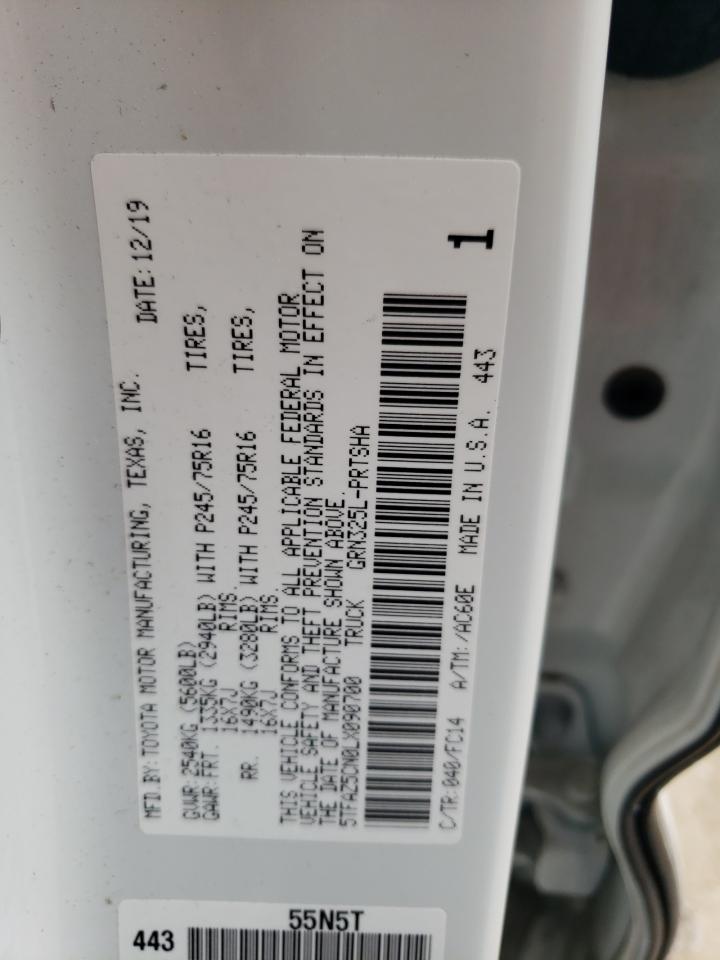 MFD.BY: TOYOTA MOTOR MANUFACTURING, TEXAS, INC. DATE: 12/19
GVWR: 2540KG (5600LB)
GAWR: FRT. 1335KG (2940LB) WITH P245/75R16 TIRES,
16X7J RIMS.
RR. 1490KG (3280LB) WITH P245/75R16 TIRES,
16X7J RIMS.
THIS VEHICLE CONFORMS TO ALL APPLICABLE FEDERAL MOTOR
VEHICLE SAFETY AND THEFT PREVENTION STANDARDS IN EFFECT ON
THE DATE OF MANUFACTURE SHOWN ABOVE.
5TFAZ5CN0LX090700 TRUCK GRN325L-PRTSHA
1
C/TR: 040/FC14 A/TM: /AC60E MADE IN U.S.A. 443
55N5T
443